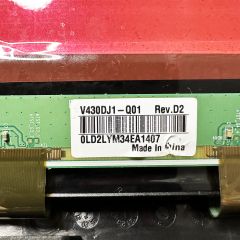 V430DJ1-Q01 Rev.D2
0LD2LYM34EA1407
Made In China